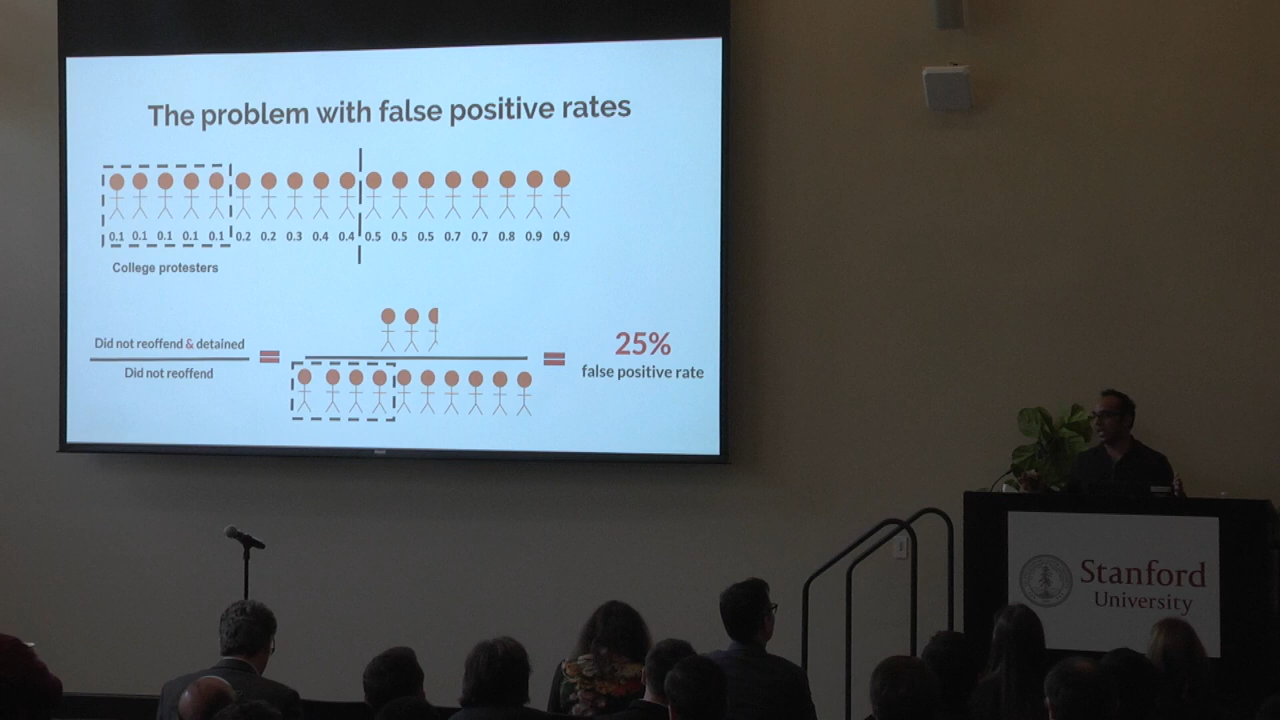 The problem with false positive rates
0.1 0.1 0.1 0.1 0.1 0.2 0.2 0.3 0.4 0.4 0.5 0.5 0.5 0.7 0.7 0.8 0.9 0.9
College protesters
Did not reoffend & detained
Did not reoffend
=
=
25%
false positive rate
Stanford
University